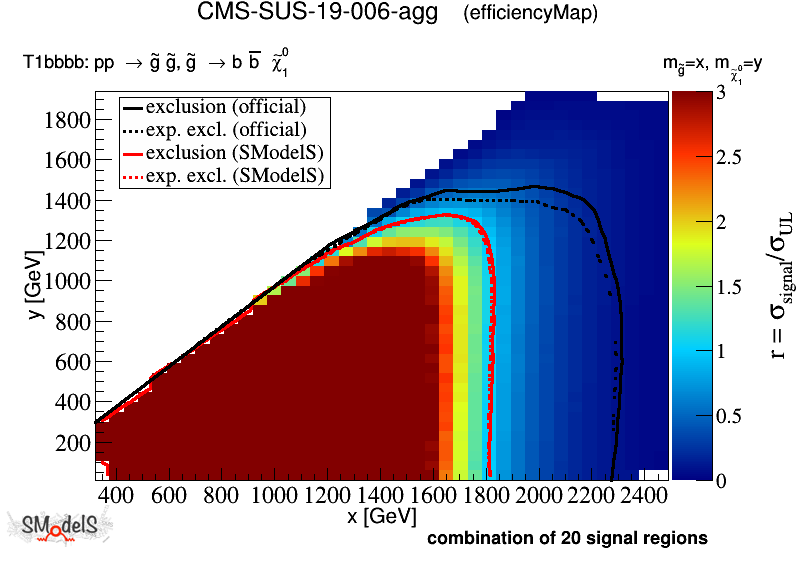 CMS-SUS-19-006-agg (efficiencyMap)
T1bbbb: pp → g̃ g̃, g̃ → b b̅ χ̃⁰₁
m_g̃=x, m_χ̃⁰₁=y
exclusion (official)
exp. excl. (official)
exclusion (SModelS)
exp. excl. (SModelS)
1800
1600
1400
1200
1000
800
600
400
200
y [GeV]
400 600 800 1000 1200 1400 1600 1800 2000 2200 2400
x [GeV]
3
2.5
2
1.5
1
0.5
0
r = σ_signal/σ_UL
SModelS
combination of 20 signal regions